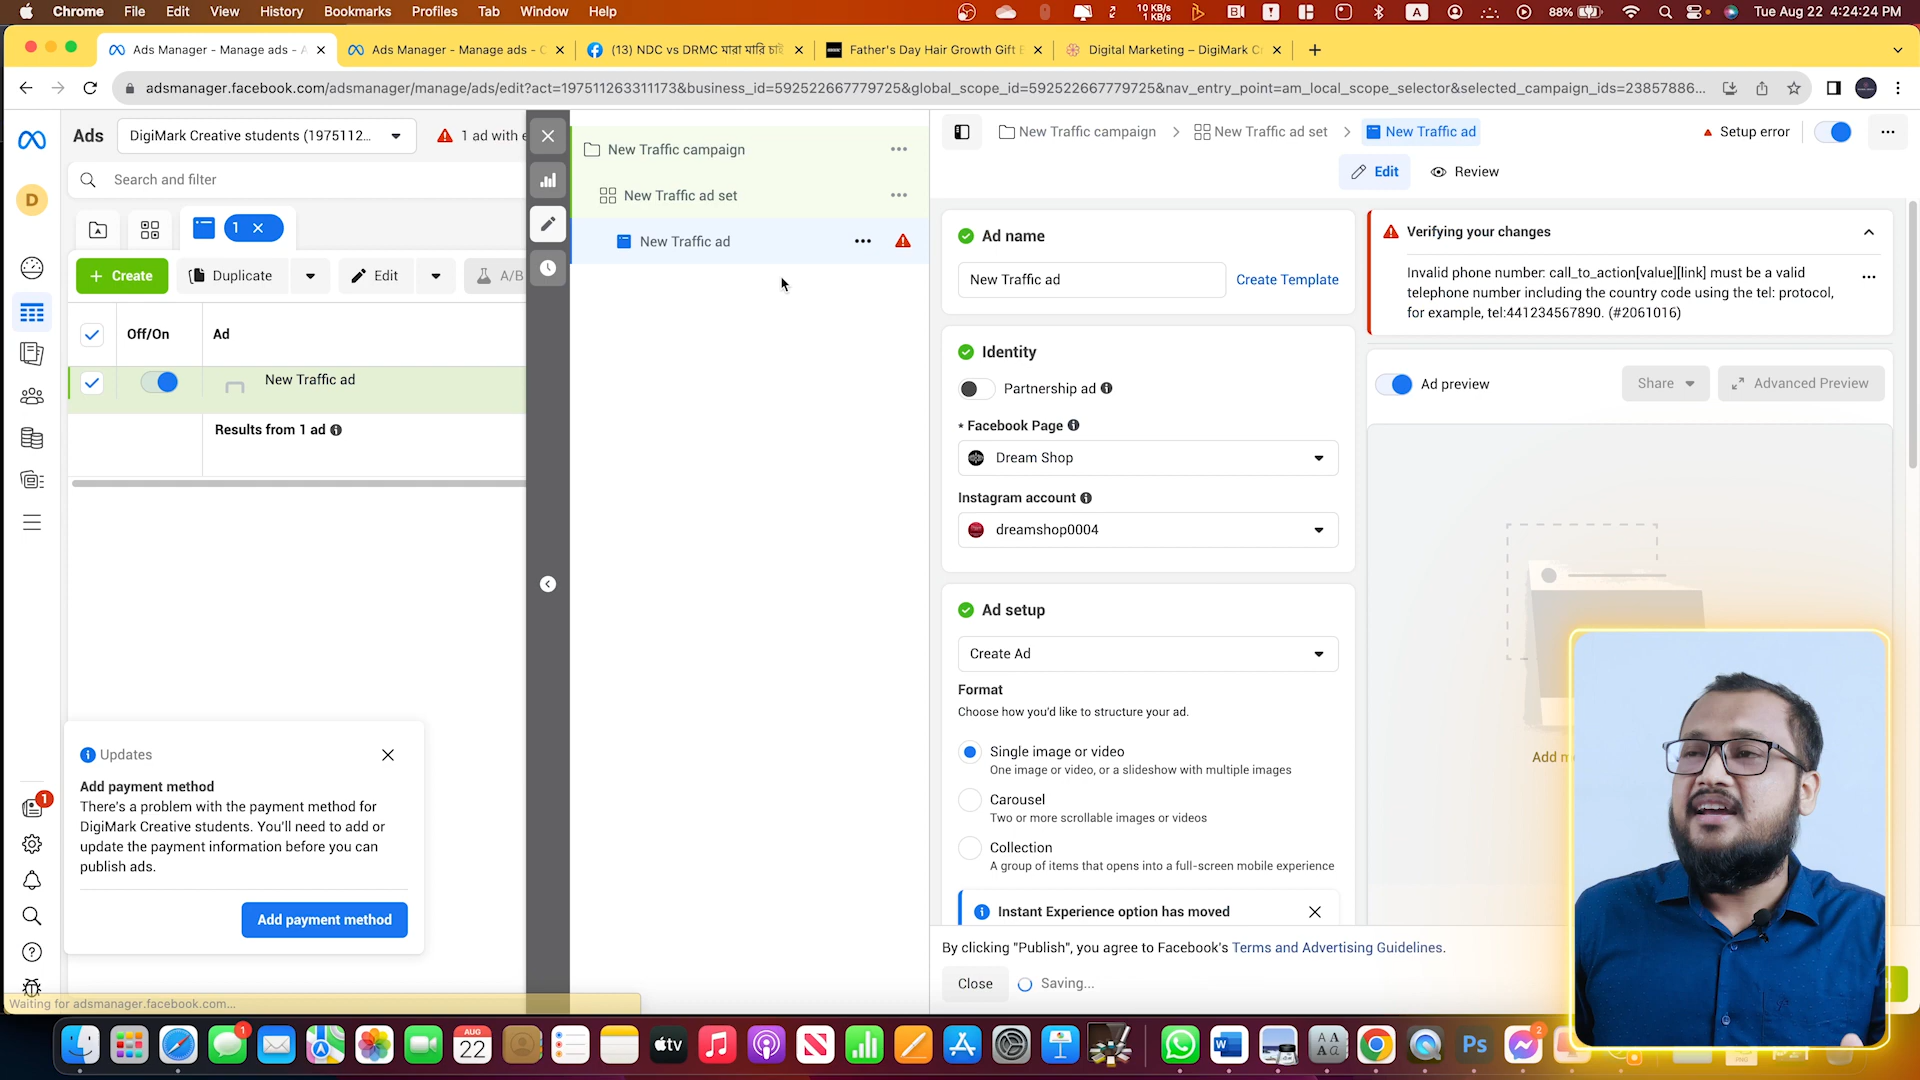 Chrome File Edit View History Bookmarks Profiles Tab Window Help
10 KB/s
1 KB/s
88%
Tue Aug 22 4:24:24 PM
Ads Manager - Manage ads - A
Ads Manager - Manage ads - C
(13) NDC vs DRMC মারা মারি চাই
Father's Day Hair Growth Gift B
Digital Marketing – DigiMark Cr
adsmanager.facebook.com/adsmanager/manage/ads/edit?act=197511263311173&business_id=592522667779725&global_scope_id=592522667779725&nav_entry_point=am_local_scope_selector&selected_campaign_ids=23857886...
Ads
DigiMark Creative students (1975112...
1 ad with e
Search and filter
1
Create
Duplicate
Edit
A/B
Off/On
Ad
New Traffic ad
Results from 1 ad
D
1
Updates
Add payment method
There's a problem with the payment method for
DigiMark Creative students. You'll need to add or
update the payment information before you can
publish ads.
Add payment method
Waiting for adsmanager.facebook.com...
New Traffic campaign
New Traffic ad set
New Traffic ad
New Traffic campaign
New Traffic ad set
New Traffic ad
Setup error
Edit
Review
Ad name
New Traffic ad
Create Template
Identity
Partnership ad
* Facebook Page
Dream Shop
Instagram account
dreamshop0004
Ad setup
Create Ad
Format
Choose how you'd like to structure your ad.
Single image or video
One image or video, or a slideshow with multiple images
Carousel
Two or more scrollable images or videos
Collection
A group of items that opens into a full-screen mobile experience
Instant Experience option has moved
By clicking "Publish", you agree to Facebook's Terms and Advertising Guidelines.
Close
Saving...
Verifying your changes
Invalid phone number: call_to_action[value][link] must be a valid
telephone number including the country code using the tel: protocol,
for example, tel:441234567890. (#2061016)
Ad preview
Share
Advanced Preview
Add
1
AUG
22
tv
W
Ps
2